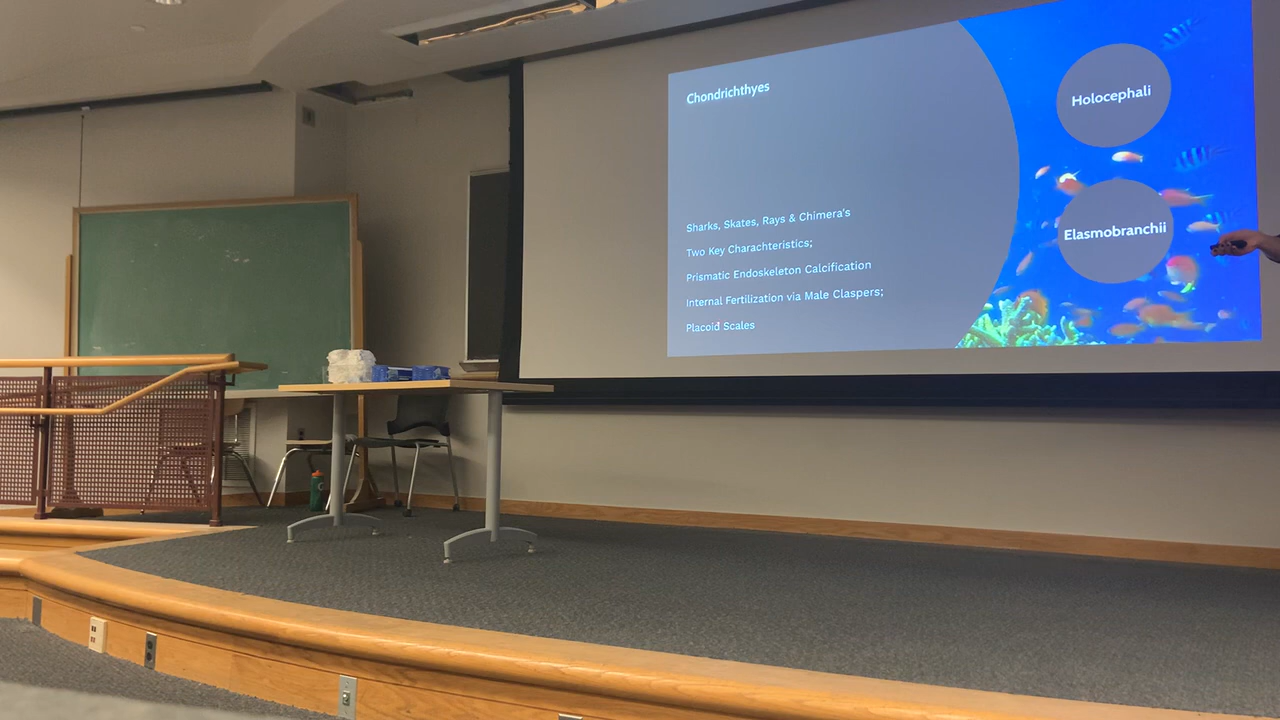 Chondrichthyes
Sharks, Skates, Rays & Chimera's
Two Key Charachteristics;
Prismatic Endoskeleton Calcification
Internal Fertilization via Male Claspers;
Placoid Scales
Holocephali
Elasmobranchii